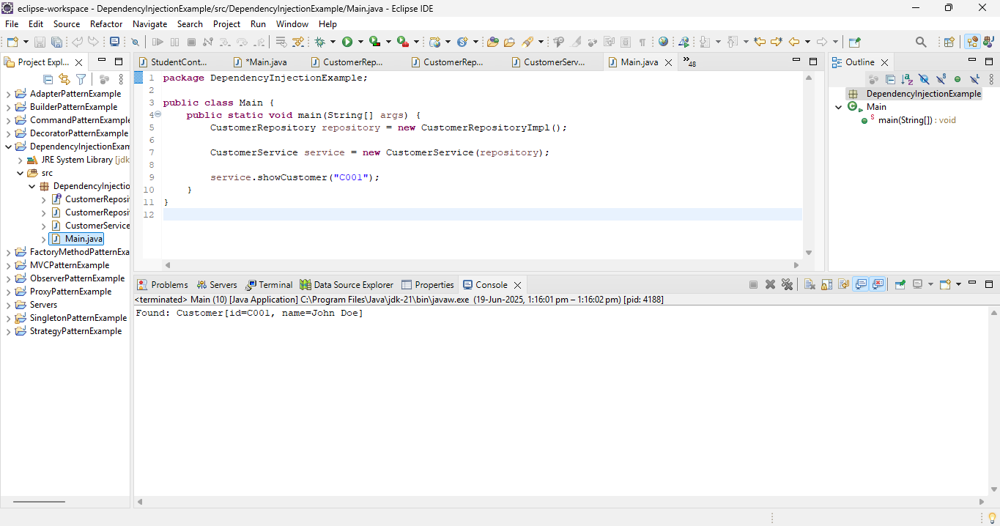 eclipse-workspace - DependencyInjectionExample/src/DependencyInjectionExample/Main.java - Eclipse IDE
File Edit Source Refactor Navigate Search Project Run Window Help
Project Expl...
StudentCont... *Main.java CustomerRep... CustomerRep... CustomerServ... Main.java »48
Outline
AdapterPatternExample
BuilderPatternExample
CommandPatternExample
DecoratorPatternExample
DependencyInjectionExam
JRE System Library [jdk
src
DependencyInjectio
CustomerReposi
CustomerReposi
CustomerService
Main.java
FactoryMethodPatternExa
MVCPatternExample
ObserverPatternExample
ProxyPatternExample
Servers
SingletonPatternExample
StrategyPatternExample
1 package DependencyInjectionExample;
2
3 public class Main {
4 public static void main(String[] args) {
5 CustomerRepository repository = new CustomerRepositoryImpl();
6
7 CustomerService service = new CustomerService(repository);
8
9 service.showCustomer("C001");
10 }
11 }
12
DependencyInjectionExample
Main
main(String[]) : void
Problems Servers Terminal Data Source Explorer Properties Console
<terminated> Main (10) [Java Application] C:\Program Files\Java\jdk-21\bin\javaw.exe (19-Jun-2025, 1:16:01 pm – 1:16:02 pm) [pid: 4188]
Found: Customer[id=C001, name=John Doe]